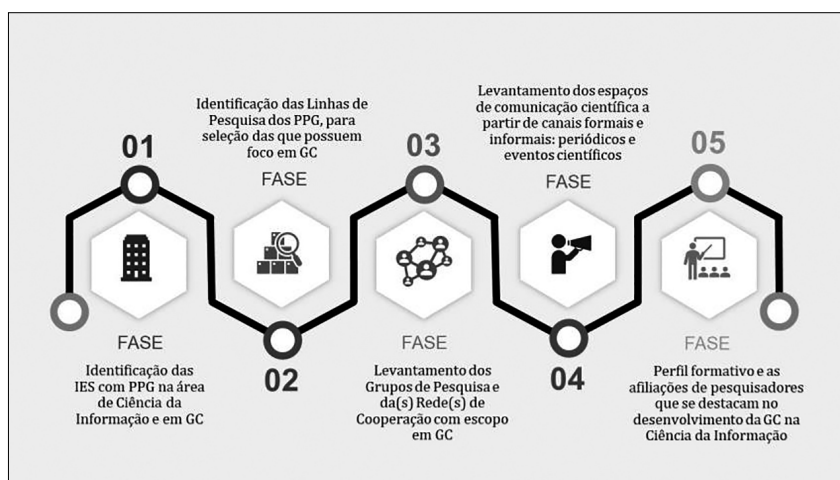 01
FASE
Identificação das
IES com PPG na área
de Ciência da
Informação e em GC
Identificação das Linhas de
Pesquisa dos PPG, para
seleção das que possuem
foco em GC
FASE
02
03
FASE
Levantamento dos
Grupos de Pesquisa e
da(s) Rede(s) de
Cooperação com escopo
em GC
Levantamento dos espaços
de comunicação científica a
partir de canais formais e
informais: periódicos e
eventos científicos
FASE
04
05
FASE
Perfil formativo e as
afiliações de pesquisadores
que se destacam no
desenvolvimento da GC na
Ciência da Informação